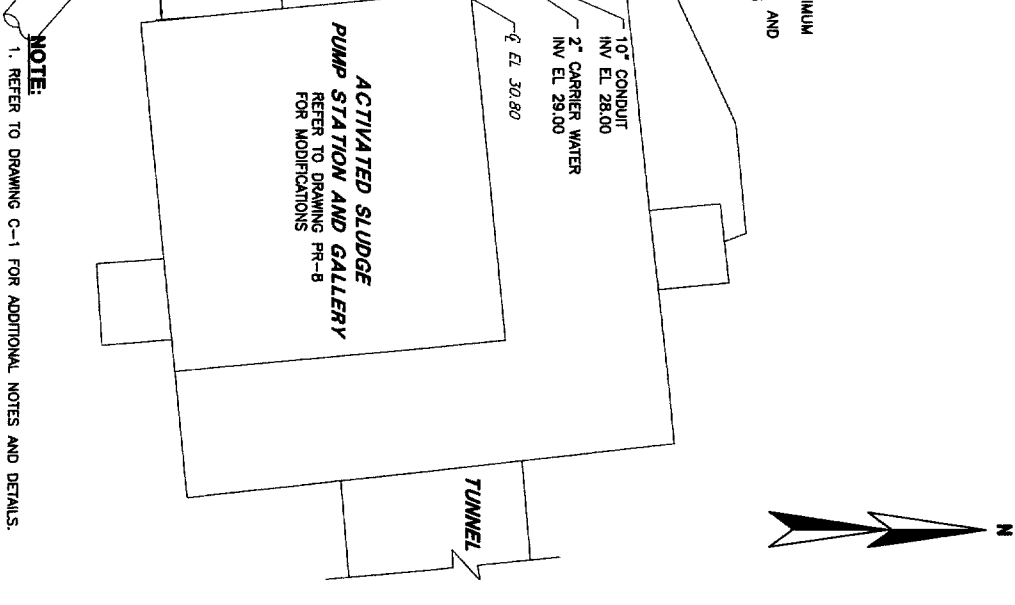 IMUM
AND
10" CONDUIT
INV EL 28.00
2" CARRIER WATER
INV EL 29.00
℄ EL 30.80
ACTIVATED SLUDGE
PUMP STATION AND GALLERY
REFER TO DRAWING PR-8
FOR MODIFICATIONS
TUNNEL
N
NOTE:
1. REFER TO DRAWING C-1 FOR ADDITIONAL NOTES AND DETAILS.